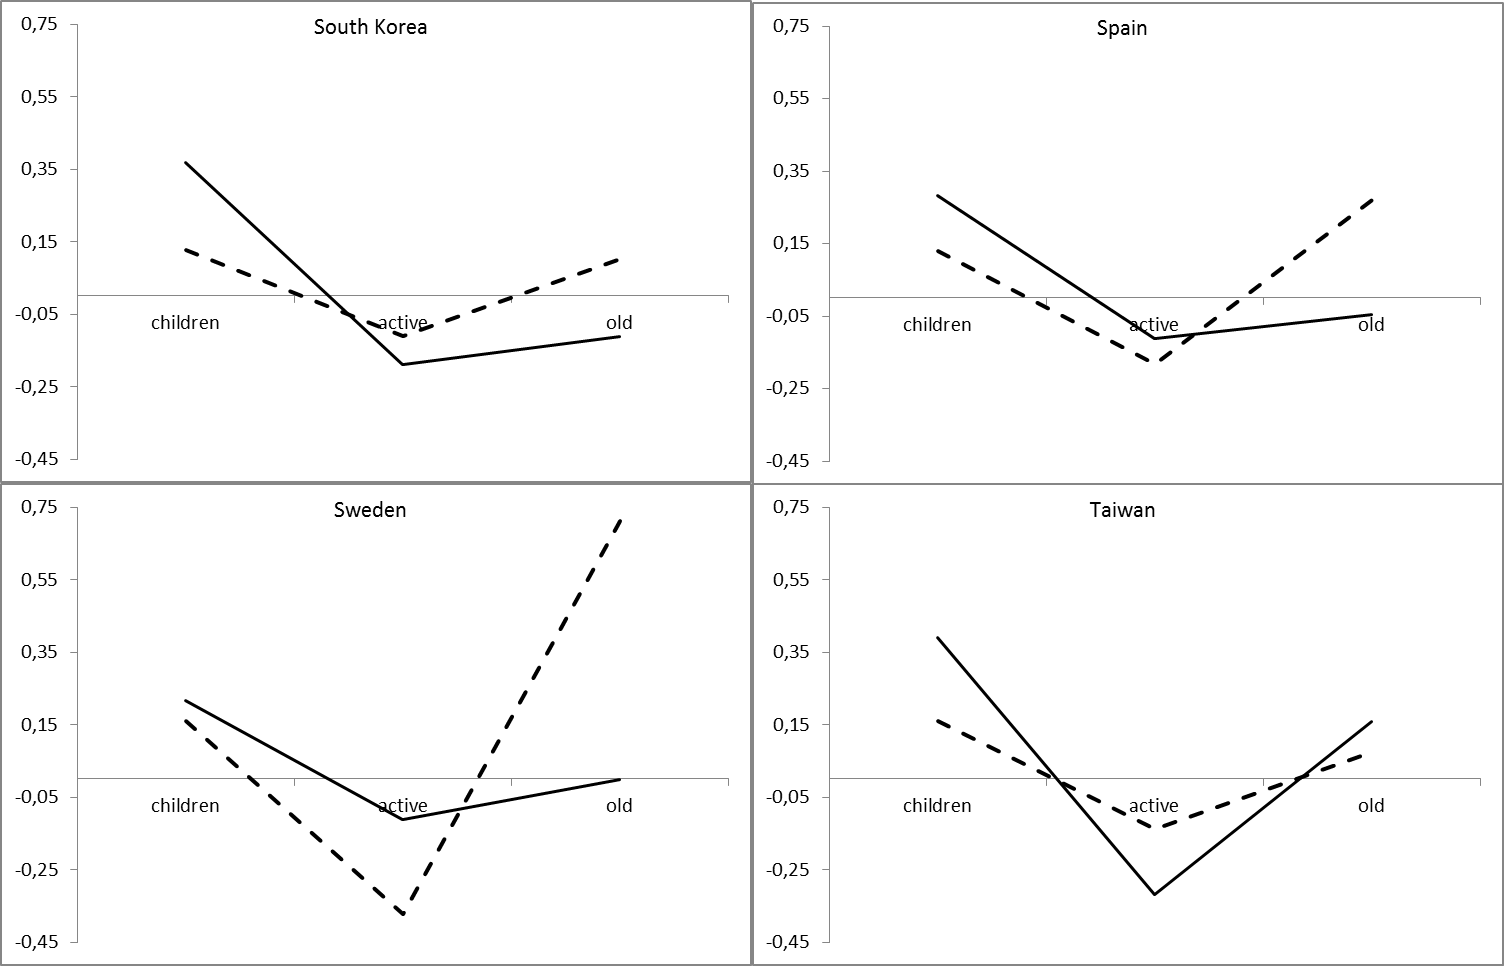 South Korea
0,75
0,55
0,35
0,15
-0,05
-0,25
-0,45
children
active
old
Spain
0,75
0,55
0,35
0,15
-0,05
-0,25
-0,45
children
active
old
Sweden
0,75
0,55
0,35
0,15
-0,05
-0,25
-0,45
children
active
old
Taiwan
0,75
0,55
0,35
0,15
-0,05
-0,25
-0,45
children
active
old